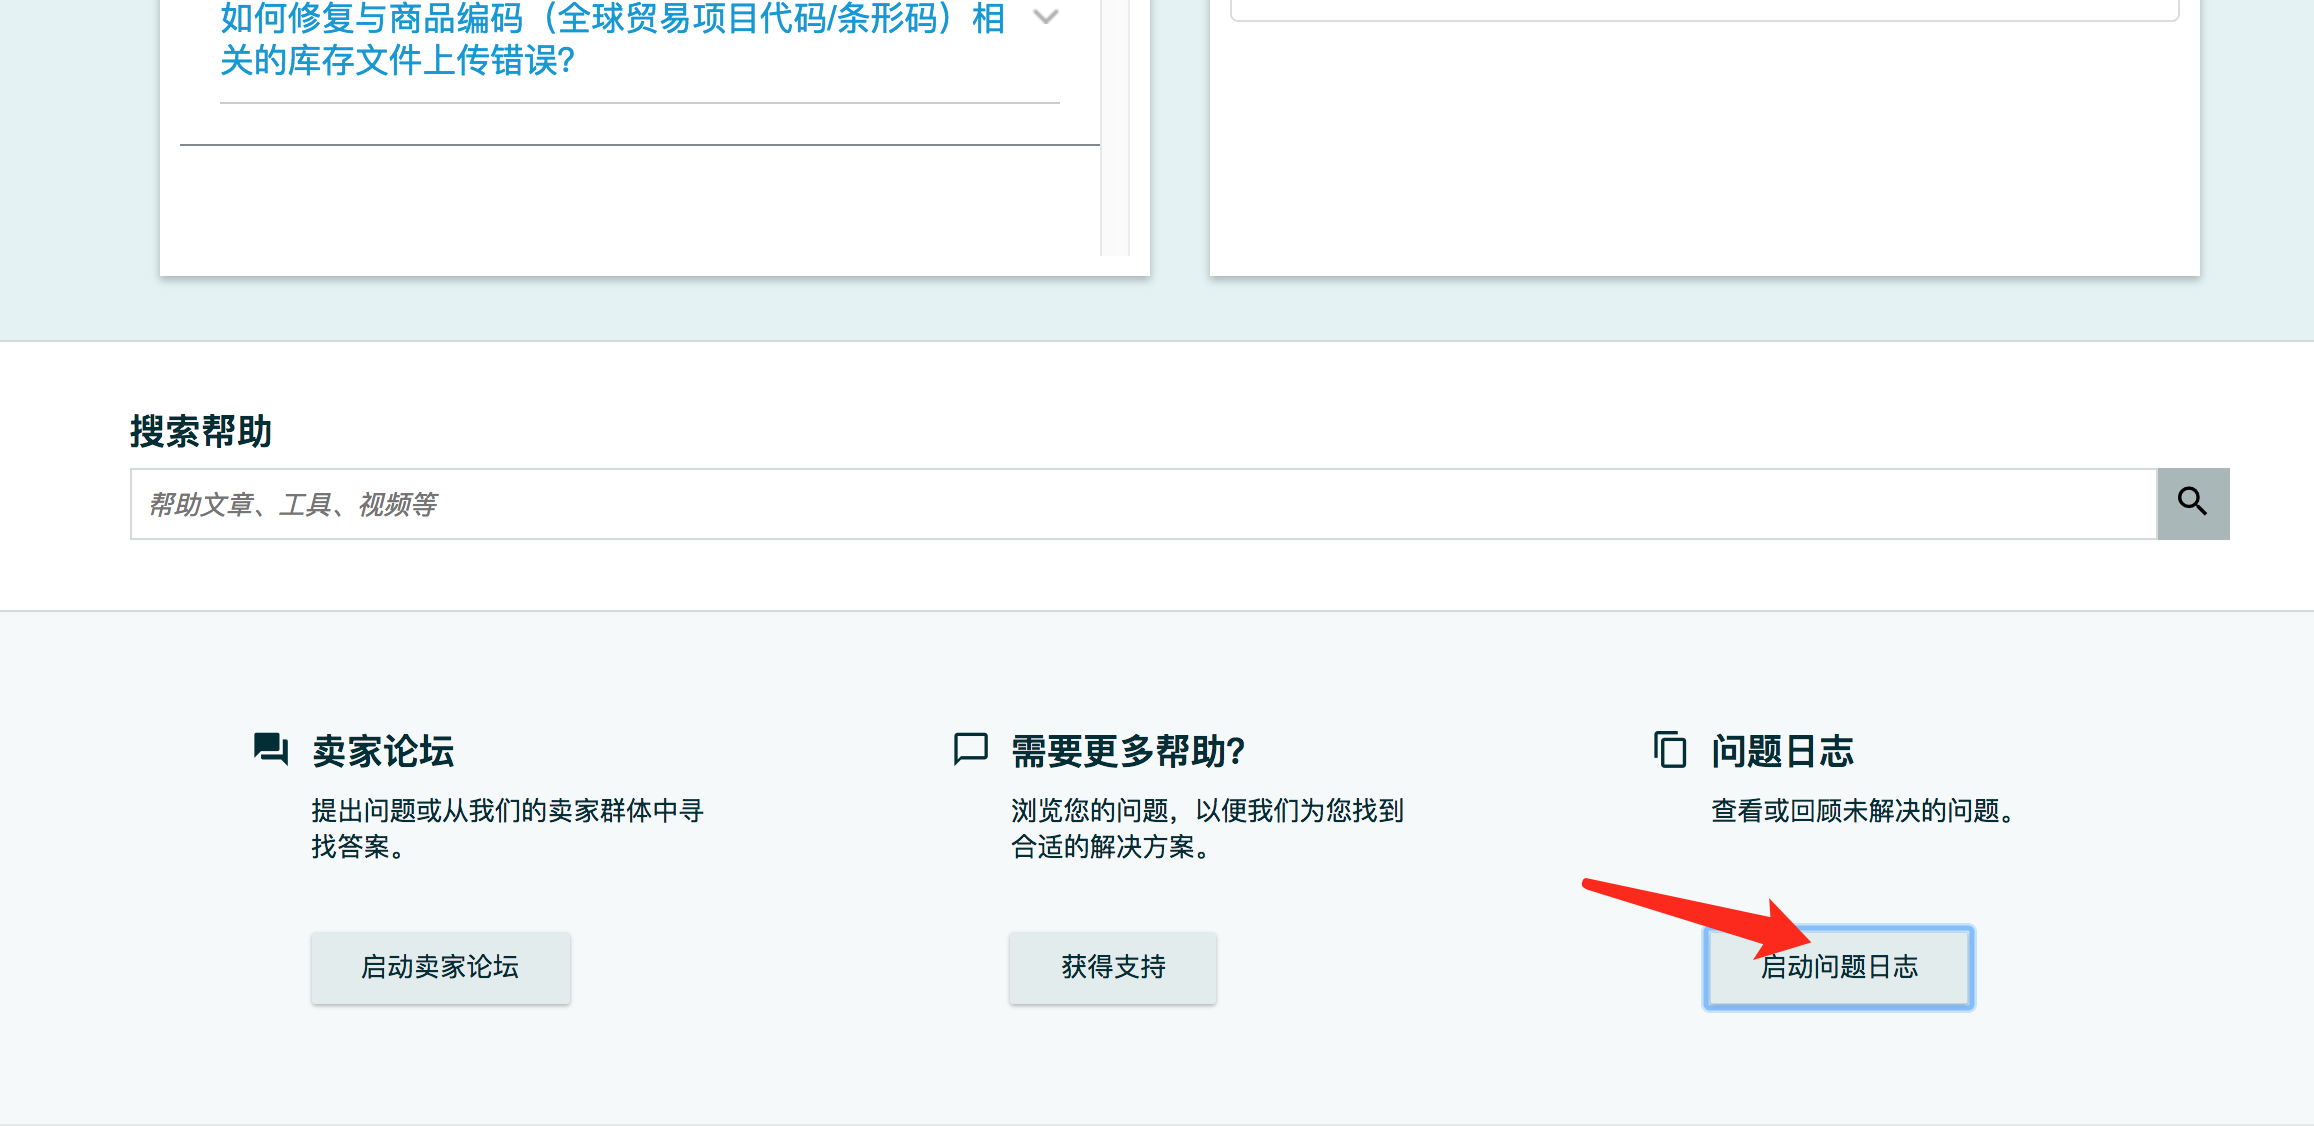 如何修复与商品编码（全球贸易项目代码/条形码）相
关的库存文件上传错误?
搜索帮助
帮助文章、工具、视频等
卖家论坛
提出问题或从我们的卖家群体中寻
找答案。
启动卖家论坛
需要更多帮助?
浏览您的问题，以便我们为您找到
合适的解决方案。
获得支持
问题日志
查看或回顾未解决的问题。
启动问题日志